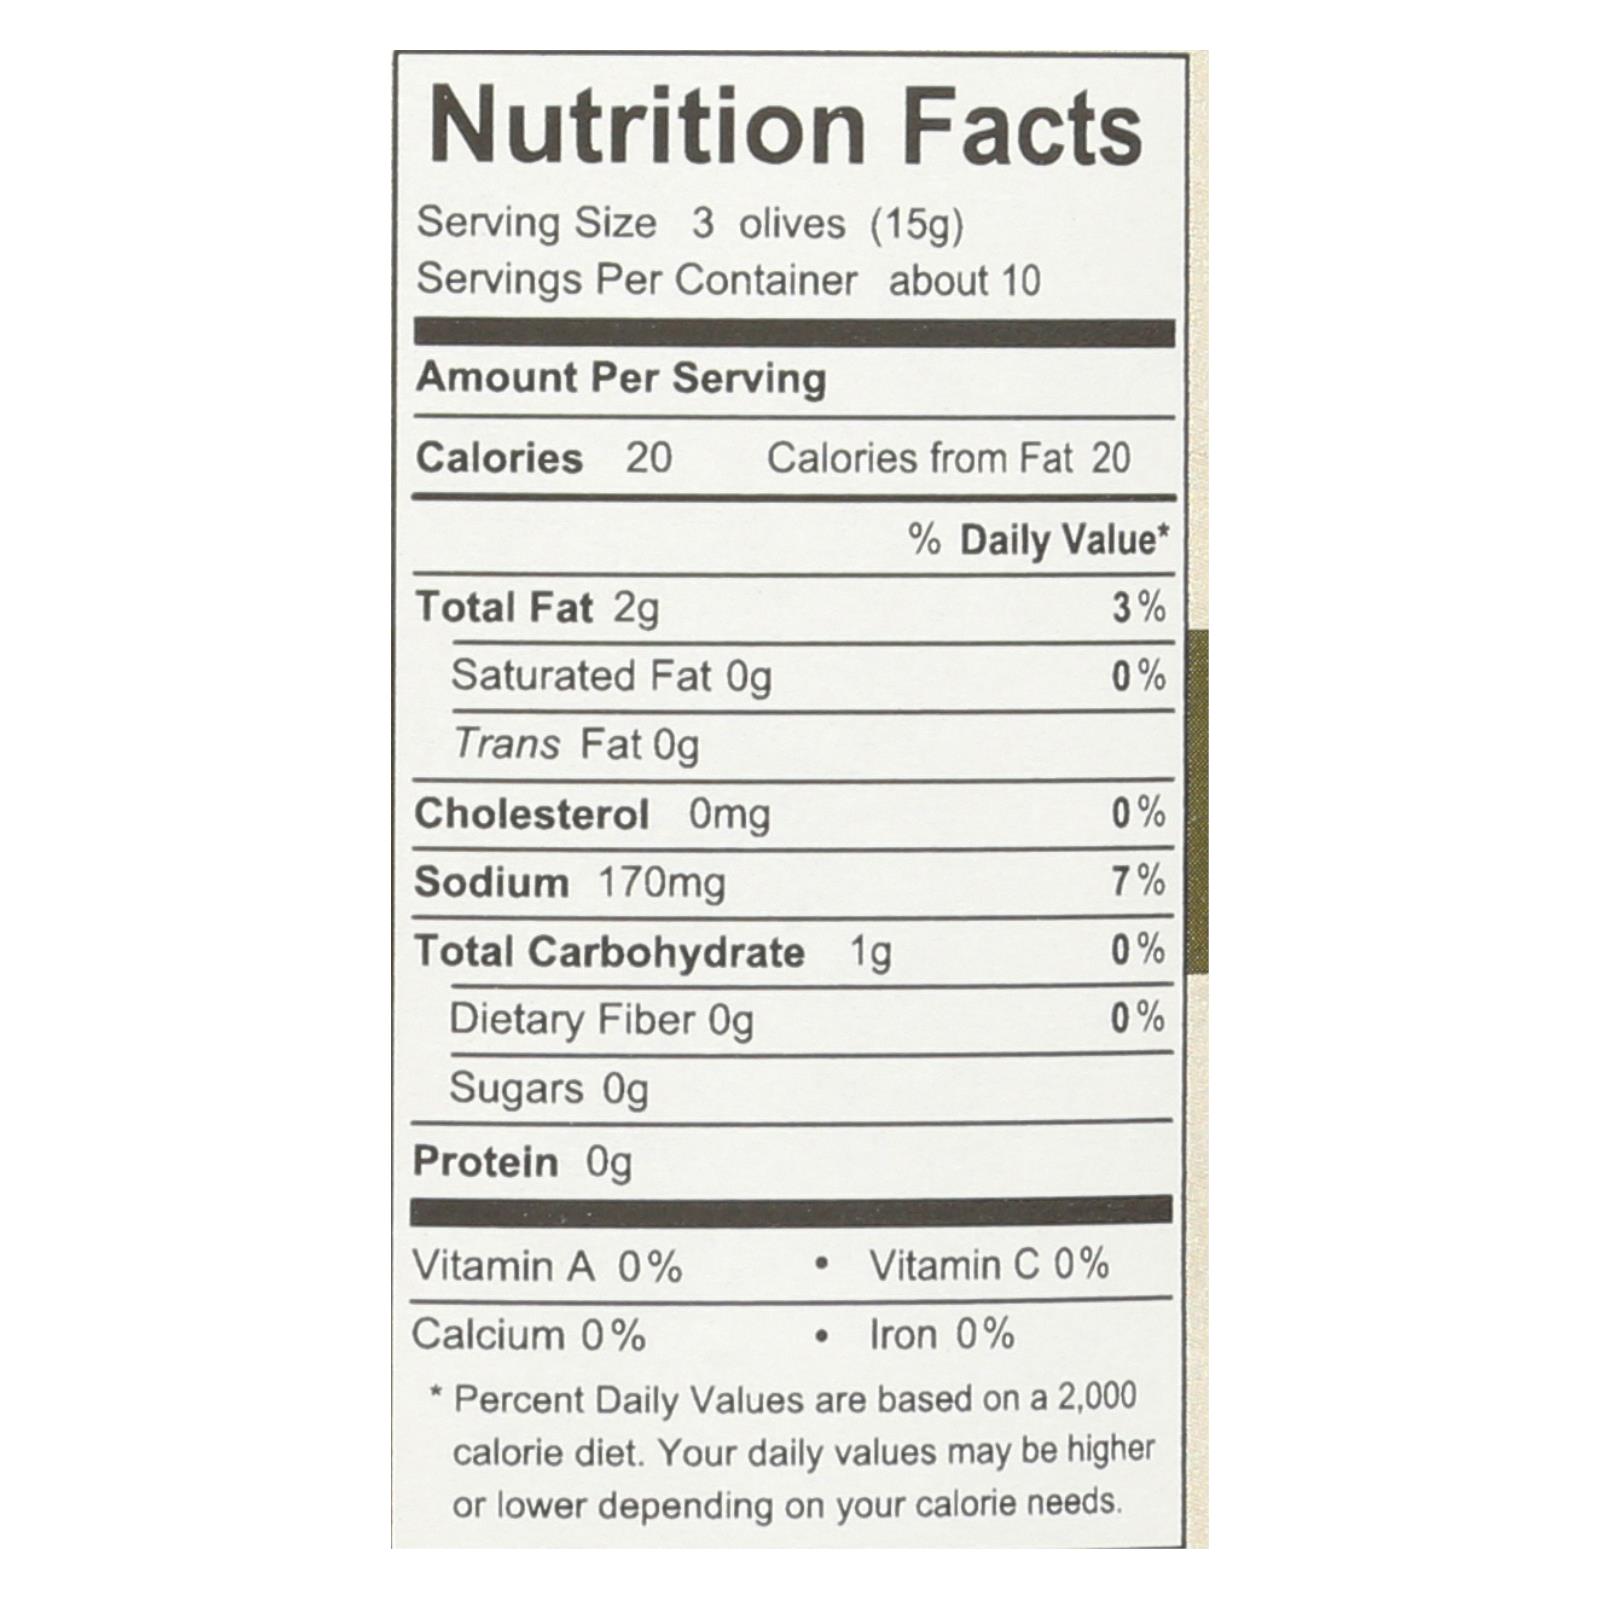 Nutrition Facts
Serving Size 3 olives (15g)
Servings Per Container about 10
Amount Per Serving
Calories 20 Calories from Fat 20
% Daily Value*
Total Fat 2g 3%
Saturated Fat 0g 0%
Trans Fat 0g
Cholesterol 0mg 0%
Sodium 170mg 7%
Total Carbohydrate 1g 0%
Dietary Fiber 0g 0%
Sugars 0g
Protein 0g
Vitamin A 0% • Vitamin C 0%
Calcium 0% • Iron 0%
* Percent Daily Values are based on a 2,000
calorie diet. Your daily values may be higher
or lower depending on your calorie needs.